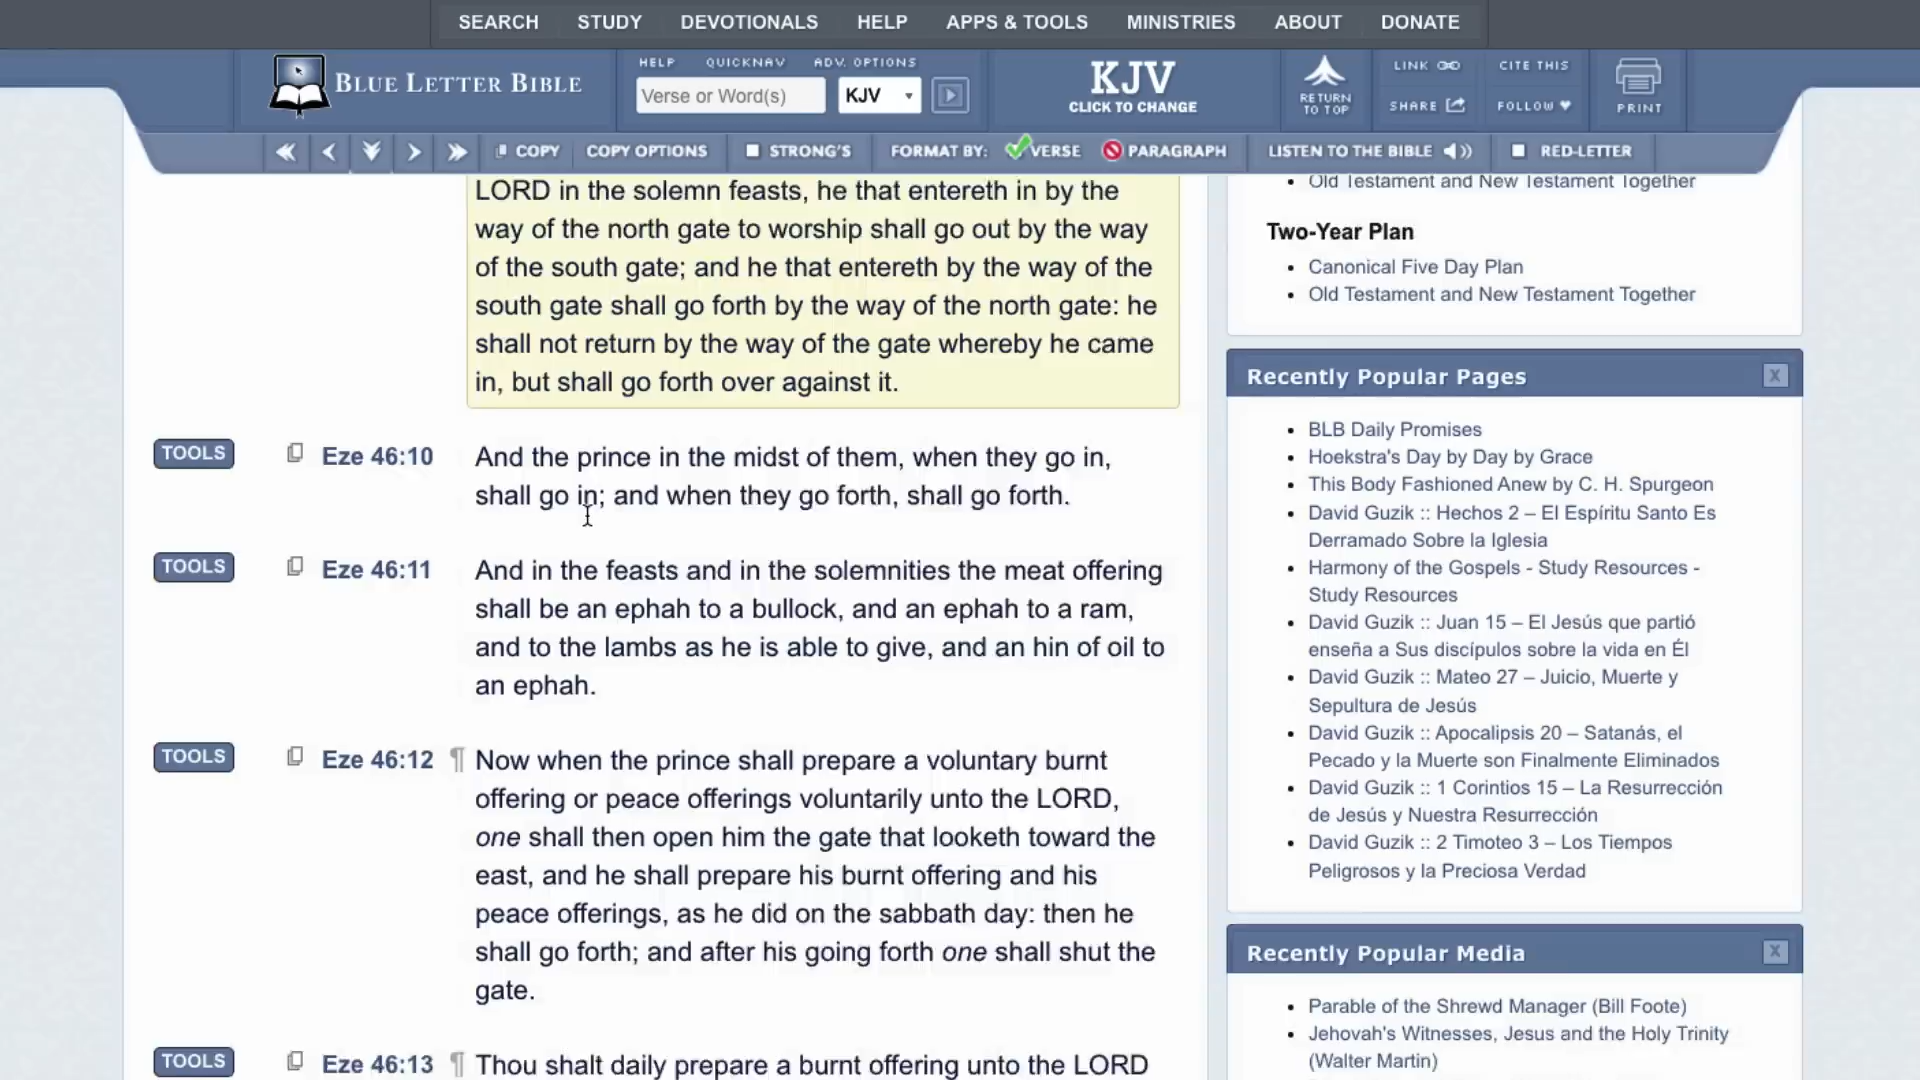 SEARCH STUDY DEVOTIONALS HELP APPS & TOOLS MINISTRIES ABOUT DONATE
BLUE LETTER BIBLE
HELP QUICKNAV ADV. OPTIONS
Verse or Word(s) KJV
KJV
CLICK TO CHANGE
RETURN
TO TOP
LINK
SHARE
CITE THIS
FOLLOW
PRINT
COPY COPY OPTIONS STRONG'S FORMAT BY: VERSE PARAGRAPH LISTEN TO THE BIBLE RED-LETTER
LORD in the solemn feasts, he that entereth in by the
way of the north gate to worship shall go out by the way
of the south gate; and he that entereth by the way of the
south gate shall go forth by the way of the north gate: he
shall not return by the way of the gate whereby he came
in, but shall go forth over against it.
TOOLS Eze 46:10 And the prince in the midst of them, when they go in,
shall go in; and when they go forth, shall go forth.
TOOLS Eze 46:11 And in the feasts and in the solemnities the meat offering
shall be an ephah to a bullock, and an ephah to a ram,
and to the lambs as he is able to give, and an hin of oil to
an ephah.
TOOLS Eze 46:12 ¶ Now when the prince shall prepare a voluntary burnt
offering or peace offerings voluntarily unto the LORD,
one shall then open him the gate that looketh toward the
east, and he shall prepare his burnt offering and his
peace offerings, as he did on the sabbath day: then he
shall go forth; and after his going forth one shall shut the
gate.
TOOLS Eze 46:13 ¶ Thou shalt daily prepare a burnt offering unto the LORD
• Old Testament and New Testament Together
Two-Year Plan
• Canonical Five Day Plan
• Old Testament and New Testament Together
Recently Popular Pages X
• BLB Daily Promises
• Hoekstra's Day by Day by Grace
• This Body Fashioned Anew by C. H. Spurgeon
• David Guzik :: Hechos 2 – El Espíritu Santo Es
Derramado Sobre la Iglesia
• Harmony of the Gospels - Study Resources -
Study Resources
• David Guzik :: Juan 15 – El Jesús que partió
enseña a Sus discípulos sobre la vida en Él
• David Guzik :: Mateo 27 – Juicio, Muerte y
Sepultura de Jesús
• David Guzik :: Apocalipsis 20 – Satanás, el
Pecado y la Muerte son Finalmente Eliminados
• David Guzik :: 1 Corintios 15 – La Resurrección
de Jesús y Nuestra Resurrección
• David Guzik :: 2 Timoteo 3 – Los Tiempos
Peligrosos y la Preciosa Verdad
Recently Popular Media X
• Parable of the Shrewd Manager (Bill Foote)
• Jehovah's Witnesses, Jesus and the Holy Trinity
(Walter Martin)